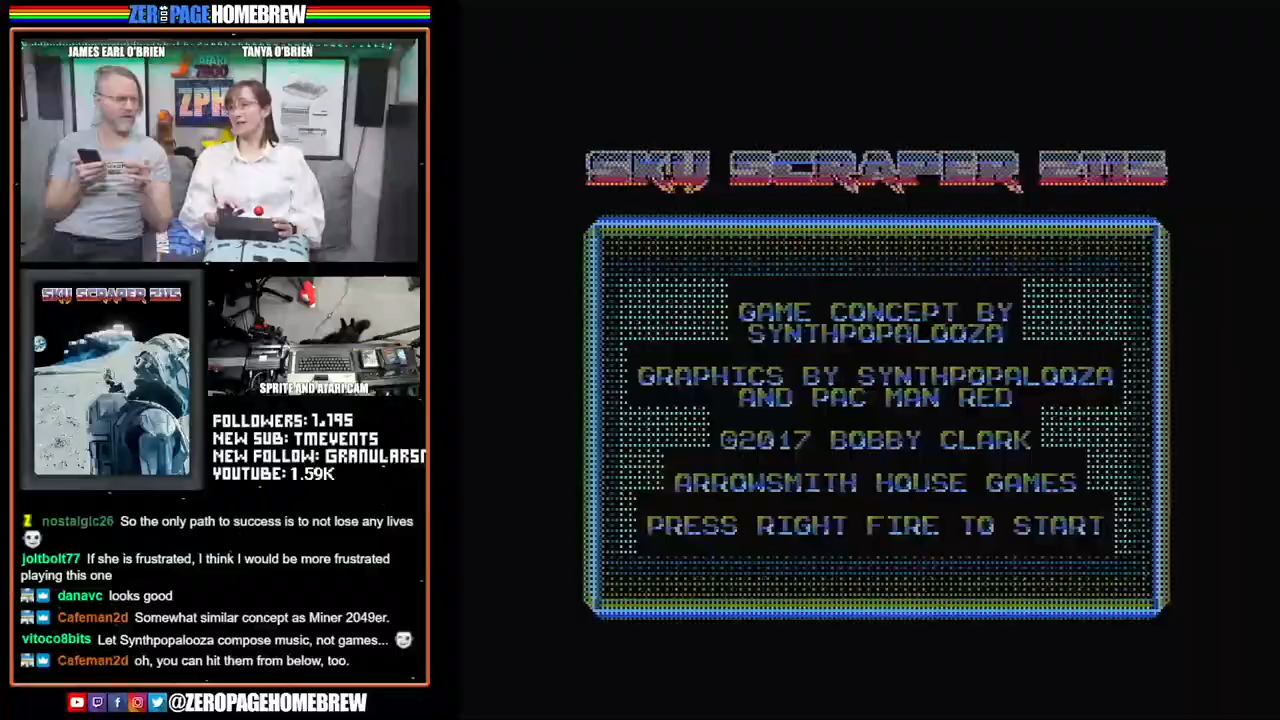 ZEROPAGEHOMEBREW
JAMES EARL O'BRIEN
TANYA O'BRIEN
ATARI
7800
ZPH
SKY SCRAPER 2115
SPRITE AND ATARI CAM
FOLLOWERS: 1,195
NEW SUB: TMEVENTS
NEW FOLLOW: GRANULARSM
YOUTUBE: 1.59K
nostalgic26 So the only path to success is to not lose any lives
joltbolt77 If she is frustrated, I think I would be more frustrated
playing this one
danavc looks good
Cafeman2d Somewhat similar concept as Miner 2049er.
vitoco8bits Let Synthpopalooza compose music, not games...
Cafeman2d oh, you can hit them from below, too.
@ZEROPAGEHOMEBREW
SKY SCRAPER 2115
GAME CONCEPT BY
SYNTHPOPALOOZA
GRAPHICS BY SYNTHPOPALOOZA
AND PAC MAN RED
©2017 BOBBY CLARK
ARROWSMITH HOUSE GAMES
PRESS RIGHT FIRE TO START